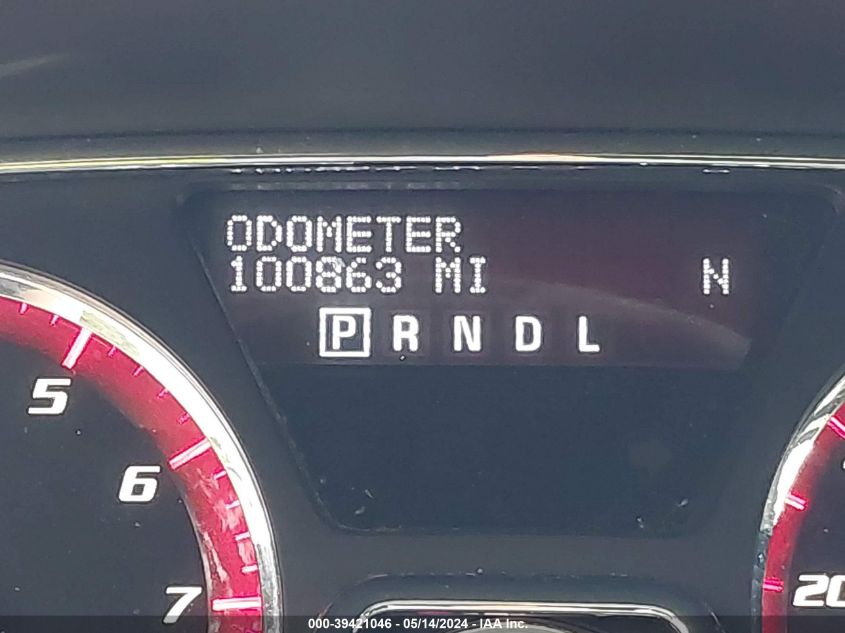 ODOMETER
100863 MI N
P R N D L
5
6
7
20
000-39421046 - 05/14/2024 - IAA Inc.